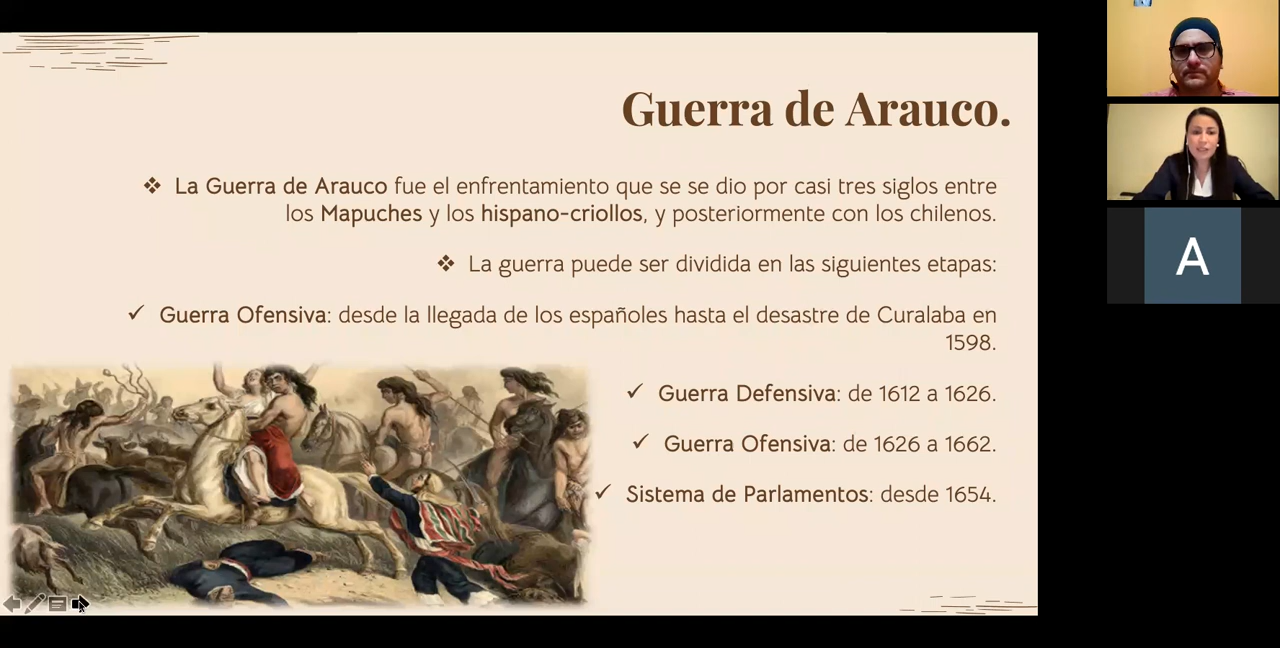 Guerra de Arauco.
❖ La Guerra de Arauco fue el enfrentamiento que se se dio por casi tres siglos entre
los Mapuches y los hispano-criollos, y posteriormente con los chilenos.
❖ La guerra puede ser dividida en las siguientes etapas:
✓ Guerra Ofensiva: desde la llegada de los españoles hasta el desastre de Curalaba en
1598.
✓ Guerra Defensiva: de 1612 a 1626.
✓ Guerra Ofensiva: de 1626 a 1662.
✓ Sistema de Parlamentos: desde 1654.
A